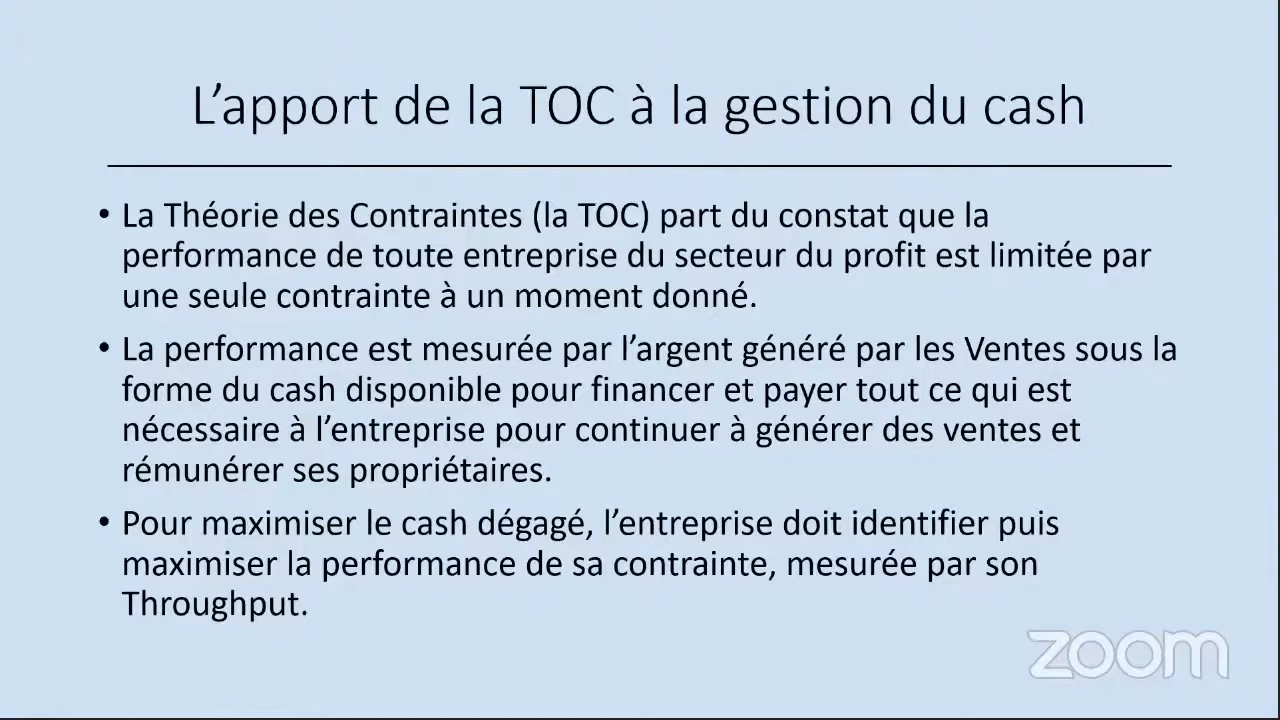 L’apport de la TOC à la gestion du cash
• La Théorie des Contraintes (la TOC) part du constat que la
performance de toute entreprise du secteur du profit est limitée par
une seule contrainte à un moment donné.
• La performance est mesurée par l’argent généré par les Ventes sous la
forme du cash disponible pour financer et payer tout ce qui est
nécessaire à l’entreprise pour continuer à générer des ventes et
rémunérer ses propriétaires.
• Pour maximiser le cash dégagé, l’entreprise doit identifier puis
maximiser la performance de sa contrainte, mesurée par son
Throughput.
zoom